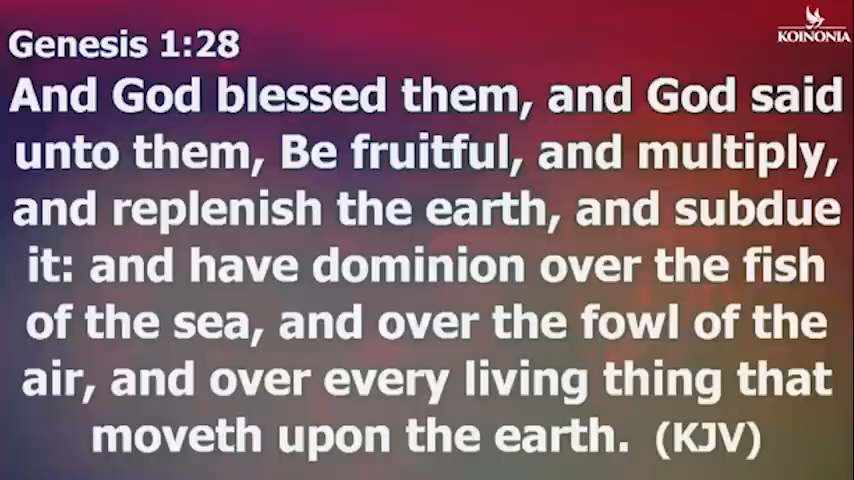 KOINONIA
Genesis 1:28
And God blessed them, and God said
unto them, Be fruitful, and multiply,
and replenish the earth, and subdue
it: and have dominion over the fish
of the sea, and over the fowl of the
air, and over every living thing that
moveth upon the earth. (KJV)